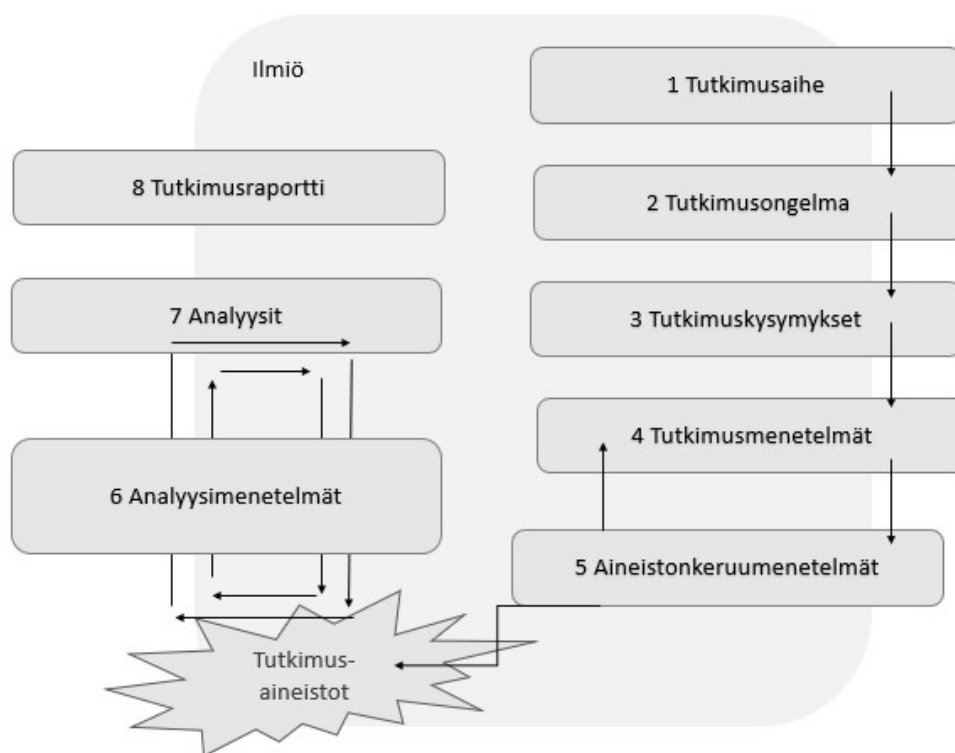 Ilmiö
1 Tutkimusaihe
2 Tutkimusongelma
3 Tutkimuskysymykset
4 Tutkimusmenetelmät
5 Aineistonkeruumenetelmät
Tutkimus-
aineistot
6 Analyysimenetelmät
7 Analyysit
8 Tutkimusraportti